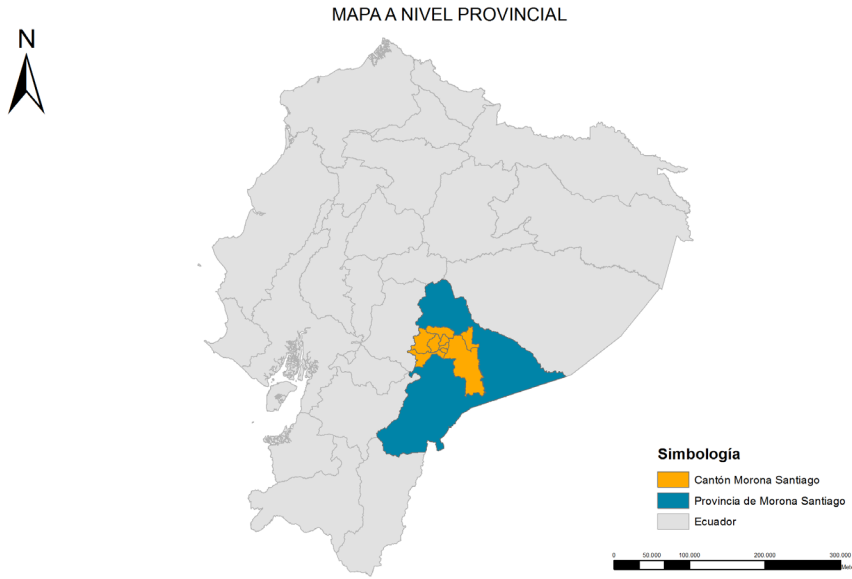 MAPA A NIVEL PROVINCIAL
N
Simbología
Cantón Morona Santiago
Provincia de Morona Santiago
Ecuador
0 50.000 100.000 200.000 300.000
Met